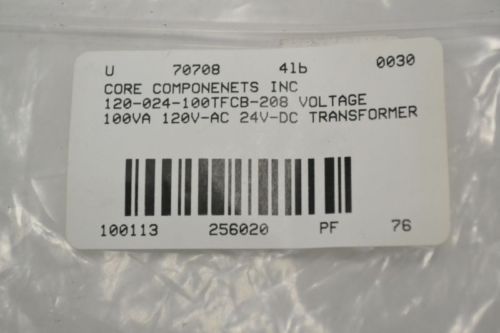 U 70708 4lb 0030
CORE COMPONENETS INC
120-024-100TFCB-208 VOLTAGE
100VA 120V-AC 24V-DC TRANSFORMER
100113 256020 PF 76